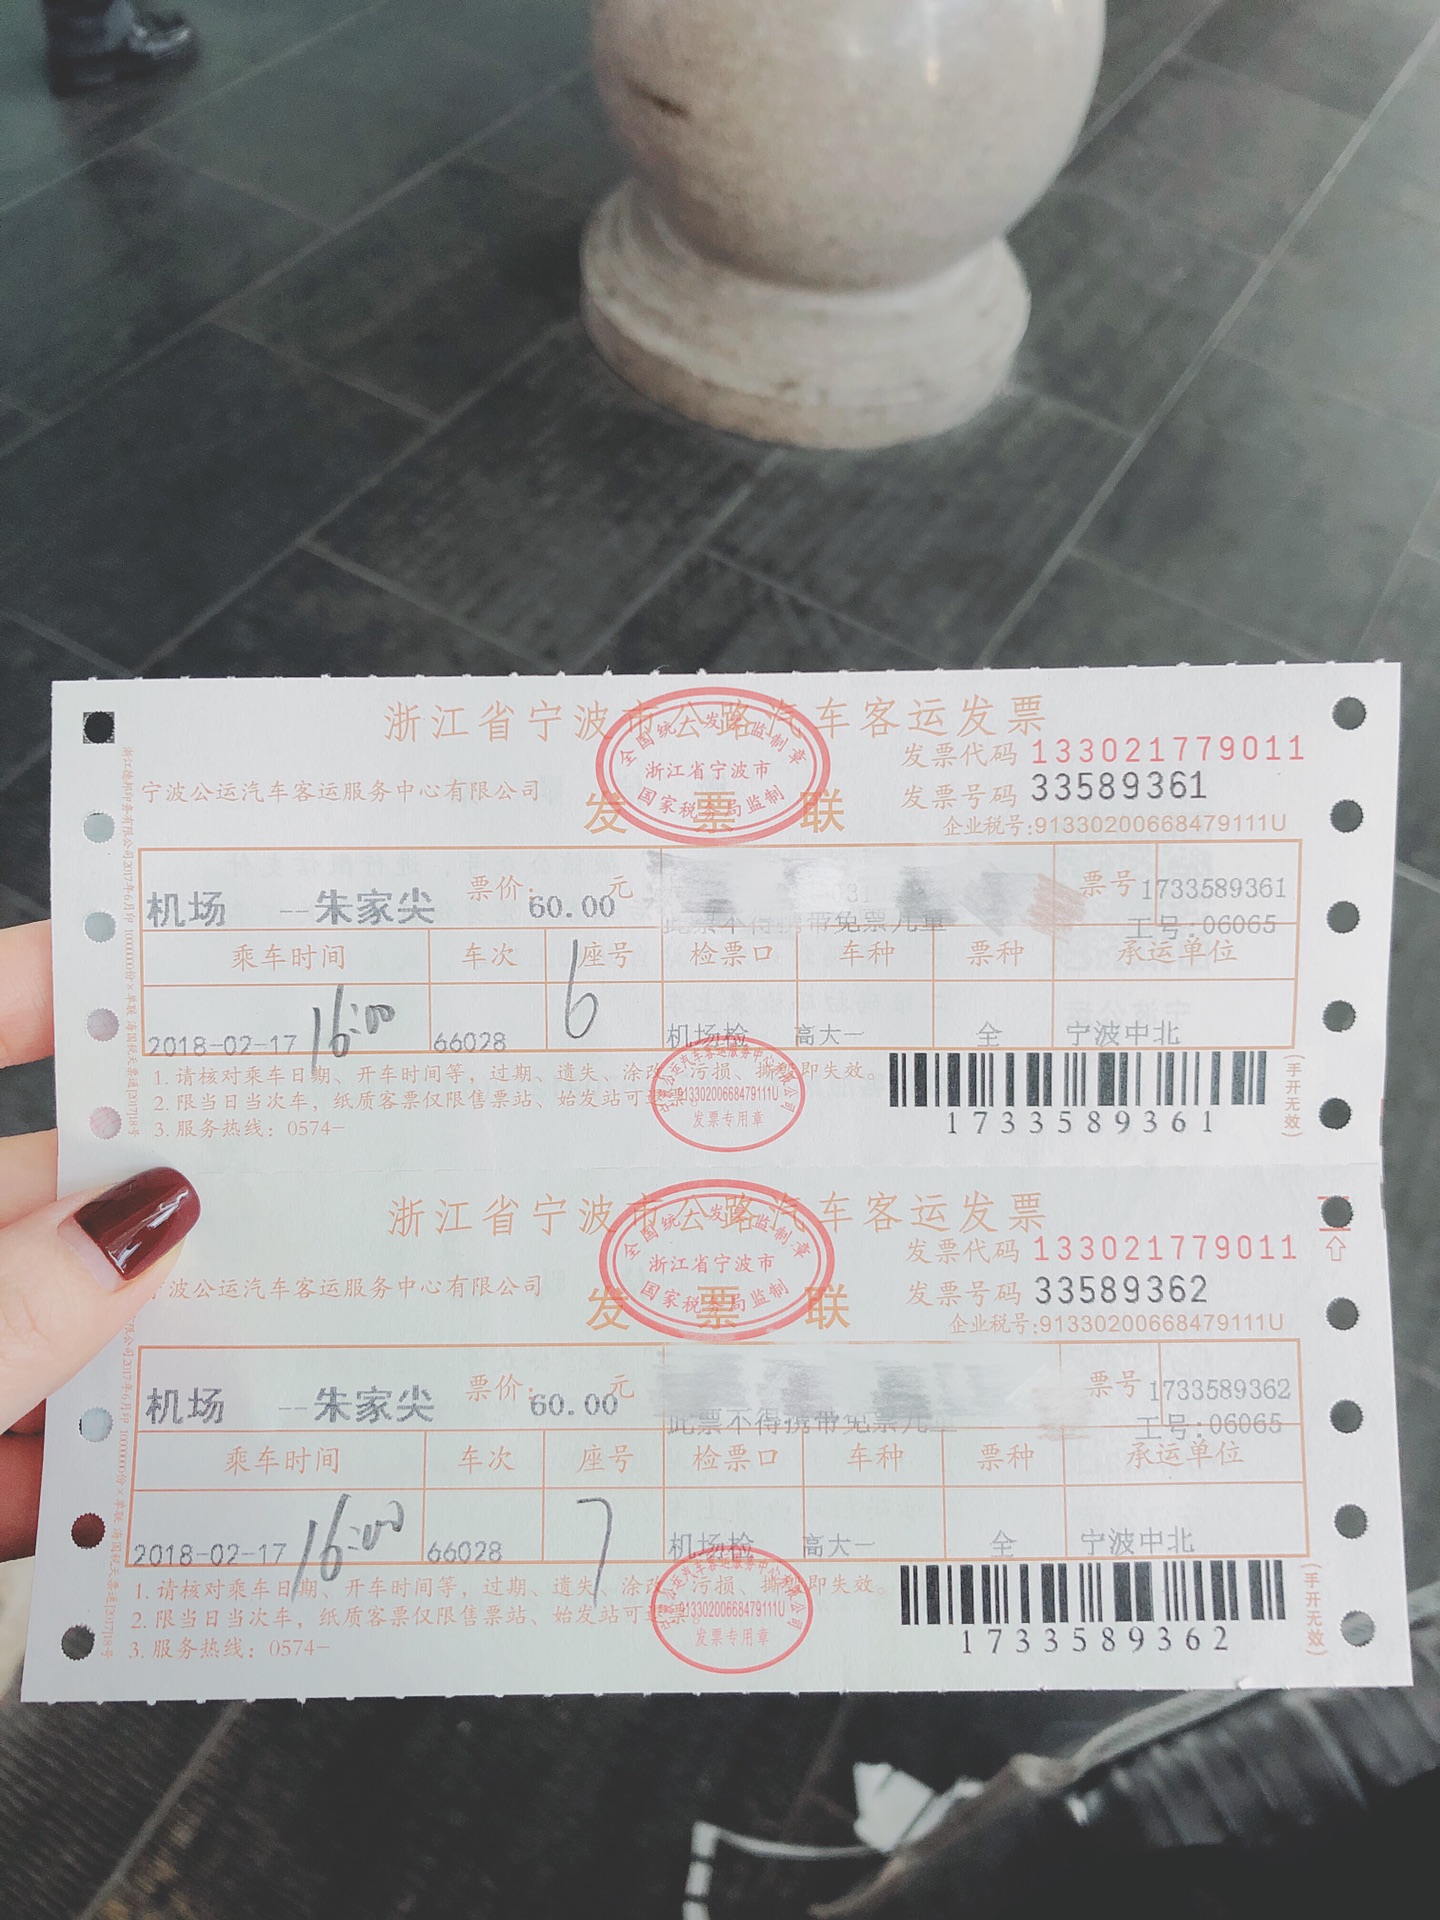 浙江省宁波市公路汽车客运发票
全国统一发票监制章
浙江省宁波市
国家税务局监制
发票代码 133021779011
宁波公运汽车客运服务中心有限公司
发票号码 33589361
发票联
企业税号:91330200668479111U
机场 --朱家尖 票价:60.00元 票号 1733589361
此票不得携带免票儿童 工号:06065
乘车时间 车次 座号 检票口 车种 票种 承运单位
2018-02-17 16:00 66028 6 机场检 高大一 全 宁波中北
1. 请核对乘车日期、开车时间等，过期、遗失、涂改、污损、撕毁即失效。
2. 限当日当次车，纸质客票仅限售票站、始发站可退票
3. 服务热线：0574-
91330200668479111U
发票专用章
1733589361
(手开无效)
浙江省宁波市公路汽车客运发票
全国统一发票监制章
浙江省宁波市
国家税务局监制
发票代码 133021779011
波公运汽车客运服务中心有限公司
发票号码 33589362
发票联
企业税号:91330200668479111U
机场 --朱家尖 票价:60.00元 票号 1733589362
此票不得携带免票儿童 工号:06065
乘车时间 车次 座号 检票口 车种 票种 承运单位
2018-02-17 16:00 66028 7 机场检 高大一 全 宁波中北
1. 请核对乘车日期、开车时间等，过期、遗失、涂改、污损、撕毁即失效。
2. 限当日当次车，纸质客票仅限售票站、始发站可退票
3. 服务热线：0574-
91330200668479111U
发票专用章
1733589362
(手开无效)